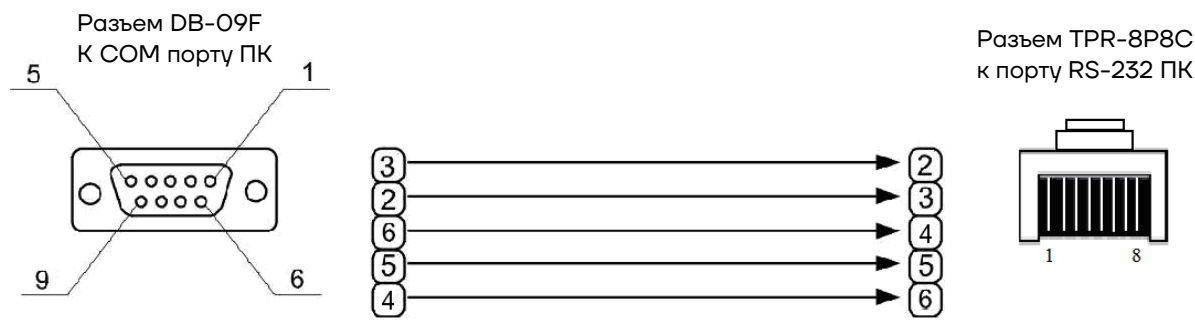 Разъем DB-09F
К COM порту ПК
5 1
9 6
3 2
2 3
6 4
5 5
4 6
Разъем TPR-8P8C
к порту RS-232 ПК
1 8